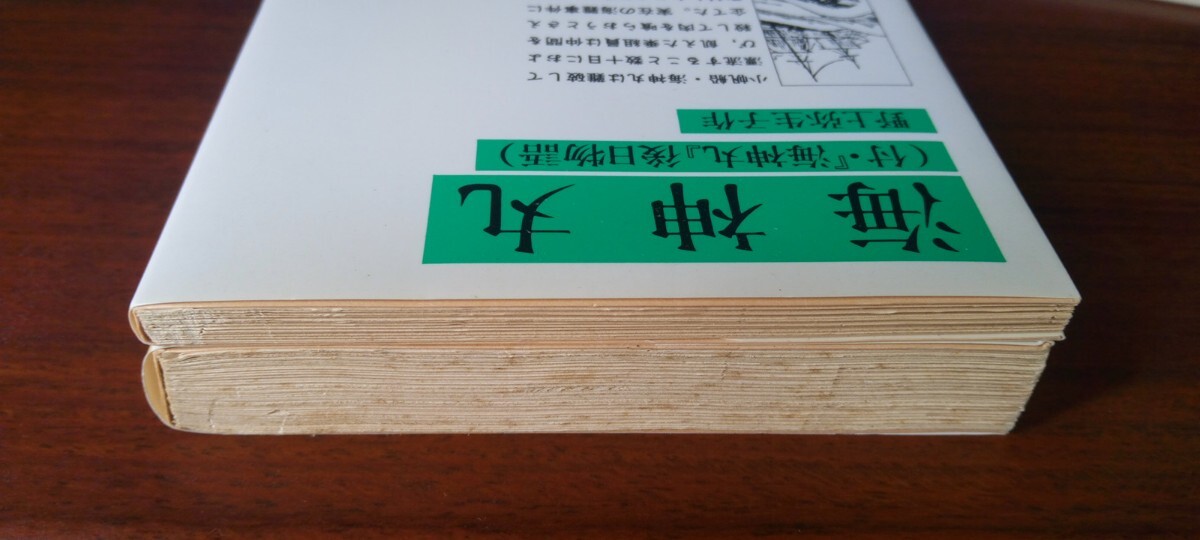 海神丸
(付・『海神丸』後日物語)
野上弥生子作
小帆船・海神丸は難破して
漂流すること数十日におよ
び，飢えた乗組員は仲間を
殺して肉を喰らおうとさえ
企てた。実在の海難事件に